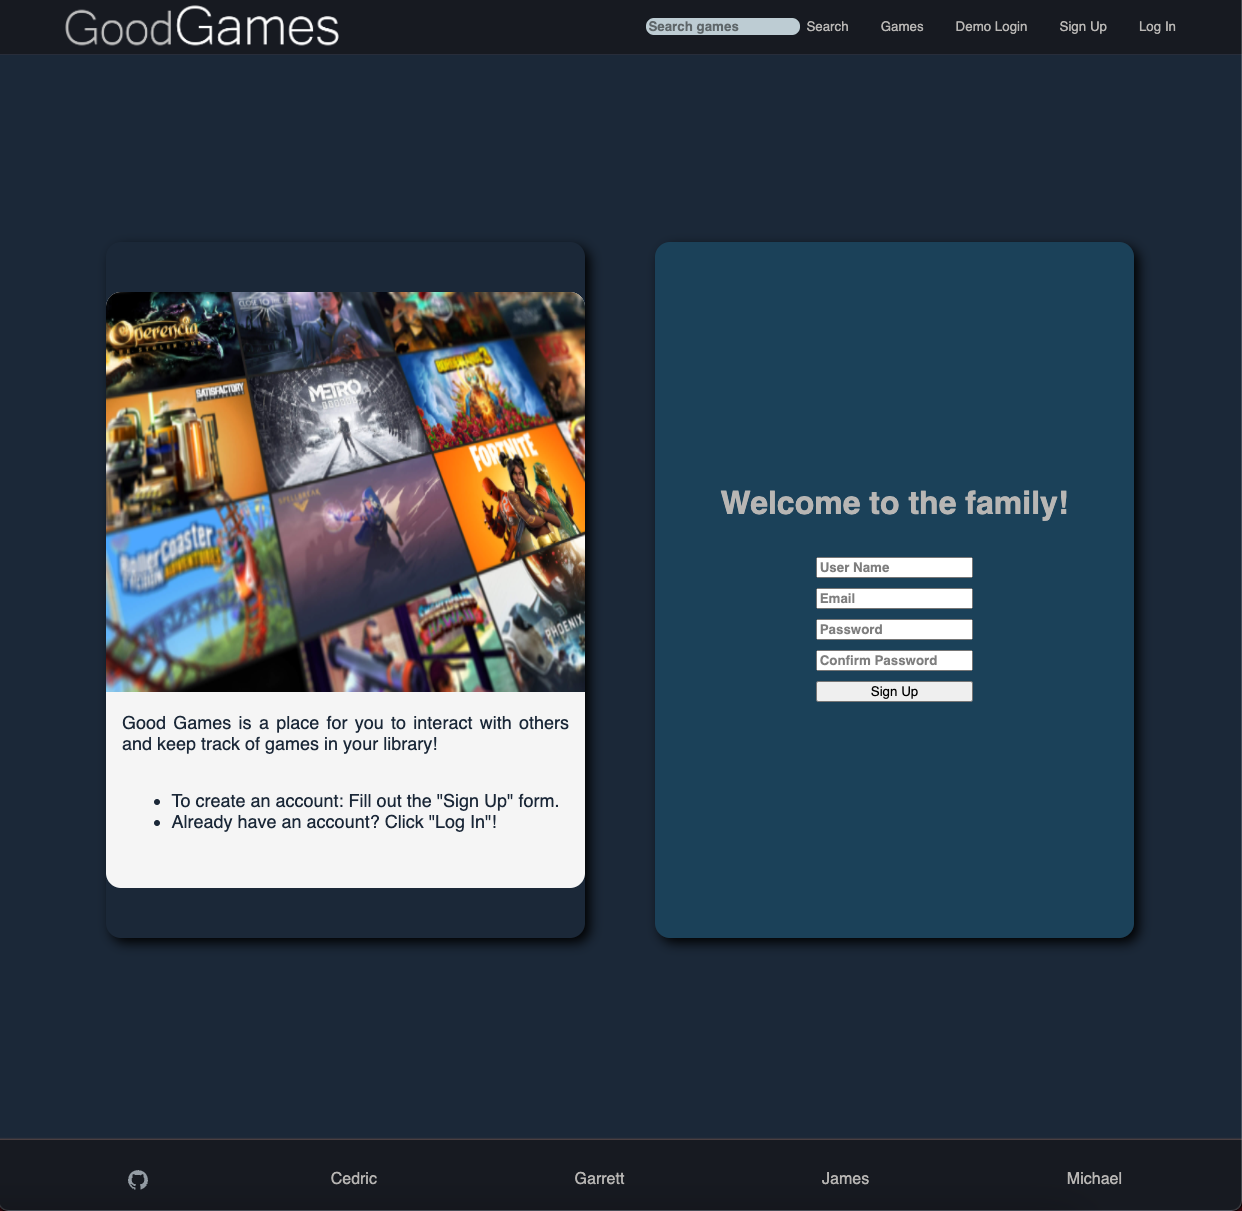 GoodGames
Search games Search Games Demo Login Sign Up Log In
Operencia
SATISFACTORY
METRO
BORDERLANDS 3
FORTNITE
SPELLBREAK
RollerCoaster
TYCOON ADVENTURES
PHOENIX
Good Games is a place for you to interact with others
and keep track of games in your library!
• To create an account: Fill out the "Sign Up" form.
• Already have an account? Click "Log In"!
Welcome to the family!
User Name
Email
Password
Confirm Password
Sign Up
Cedric Garrett James Michael